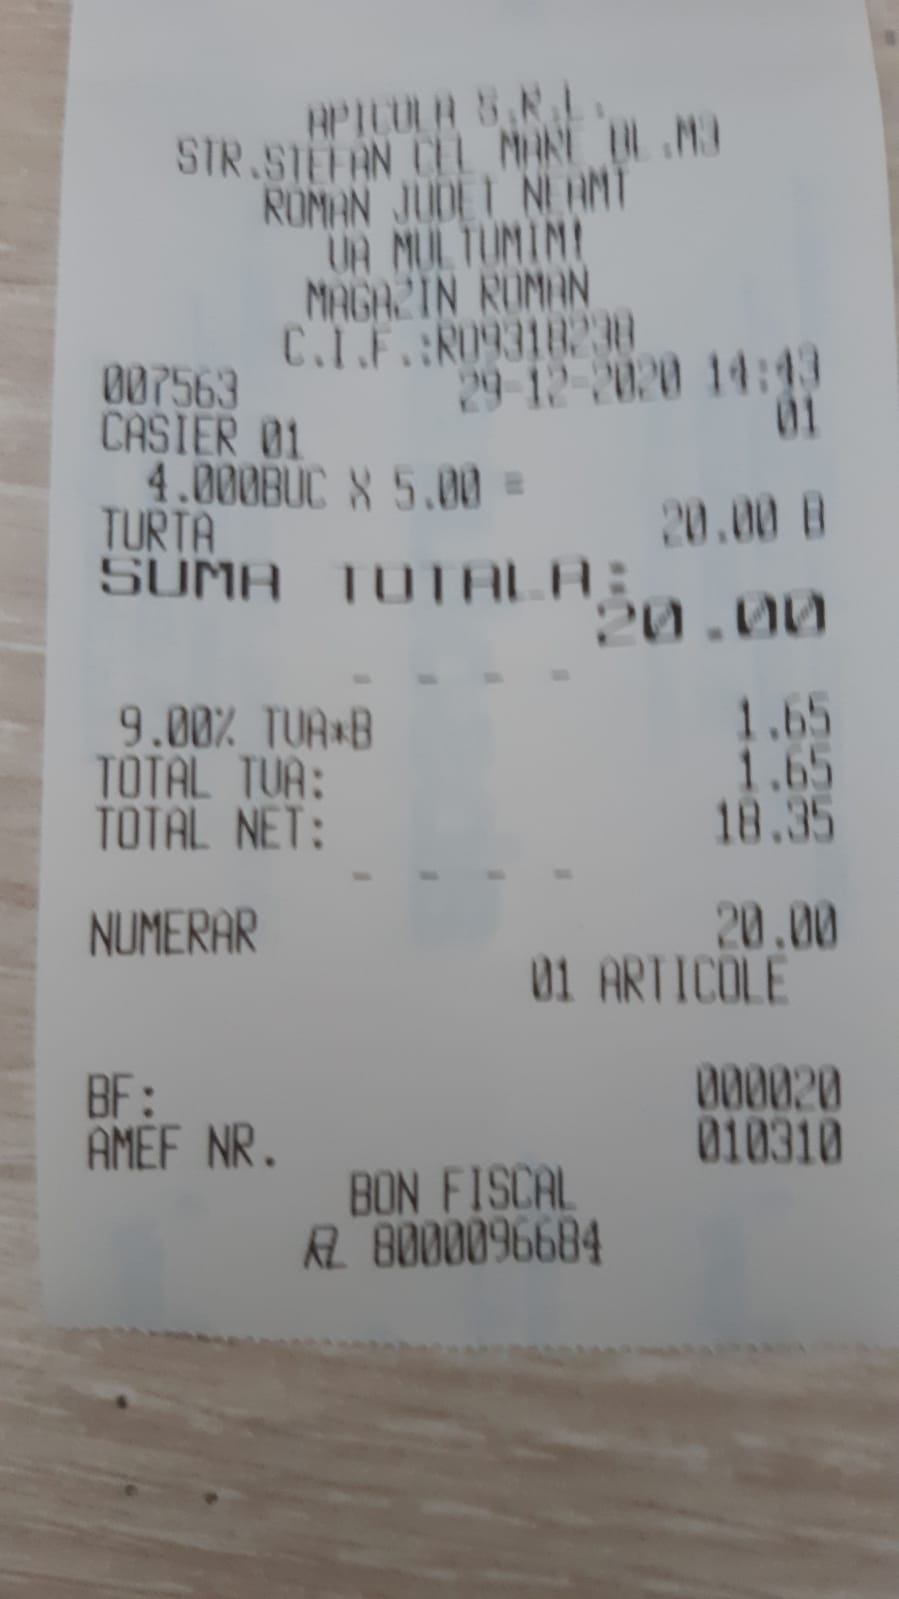 APICOLA S.R.L.
STR.STEFAN CEL MARE BL.M3
ROMAN JUDET NEAMT
VA MULTUMIM!
MAGAZIN ROMAN
C.I.F.:RO9318238
007563 29-12-2020 14:43
CASIER 01 01
4.000BUC X 5.00 =
TURTA 20.00 B
SUMA TOTALA:
20.00
- - - -
9.00% TVA*B 1.65
TOTAL TVA: 1.65
TOTAL NET: 18.35
- - - -
NUMERAR 20.00
01 ARTICOLE
BF: 000020
AMEF NR. 010310
BON FISCAL
8000096684